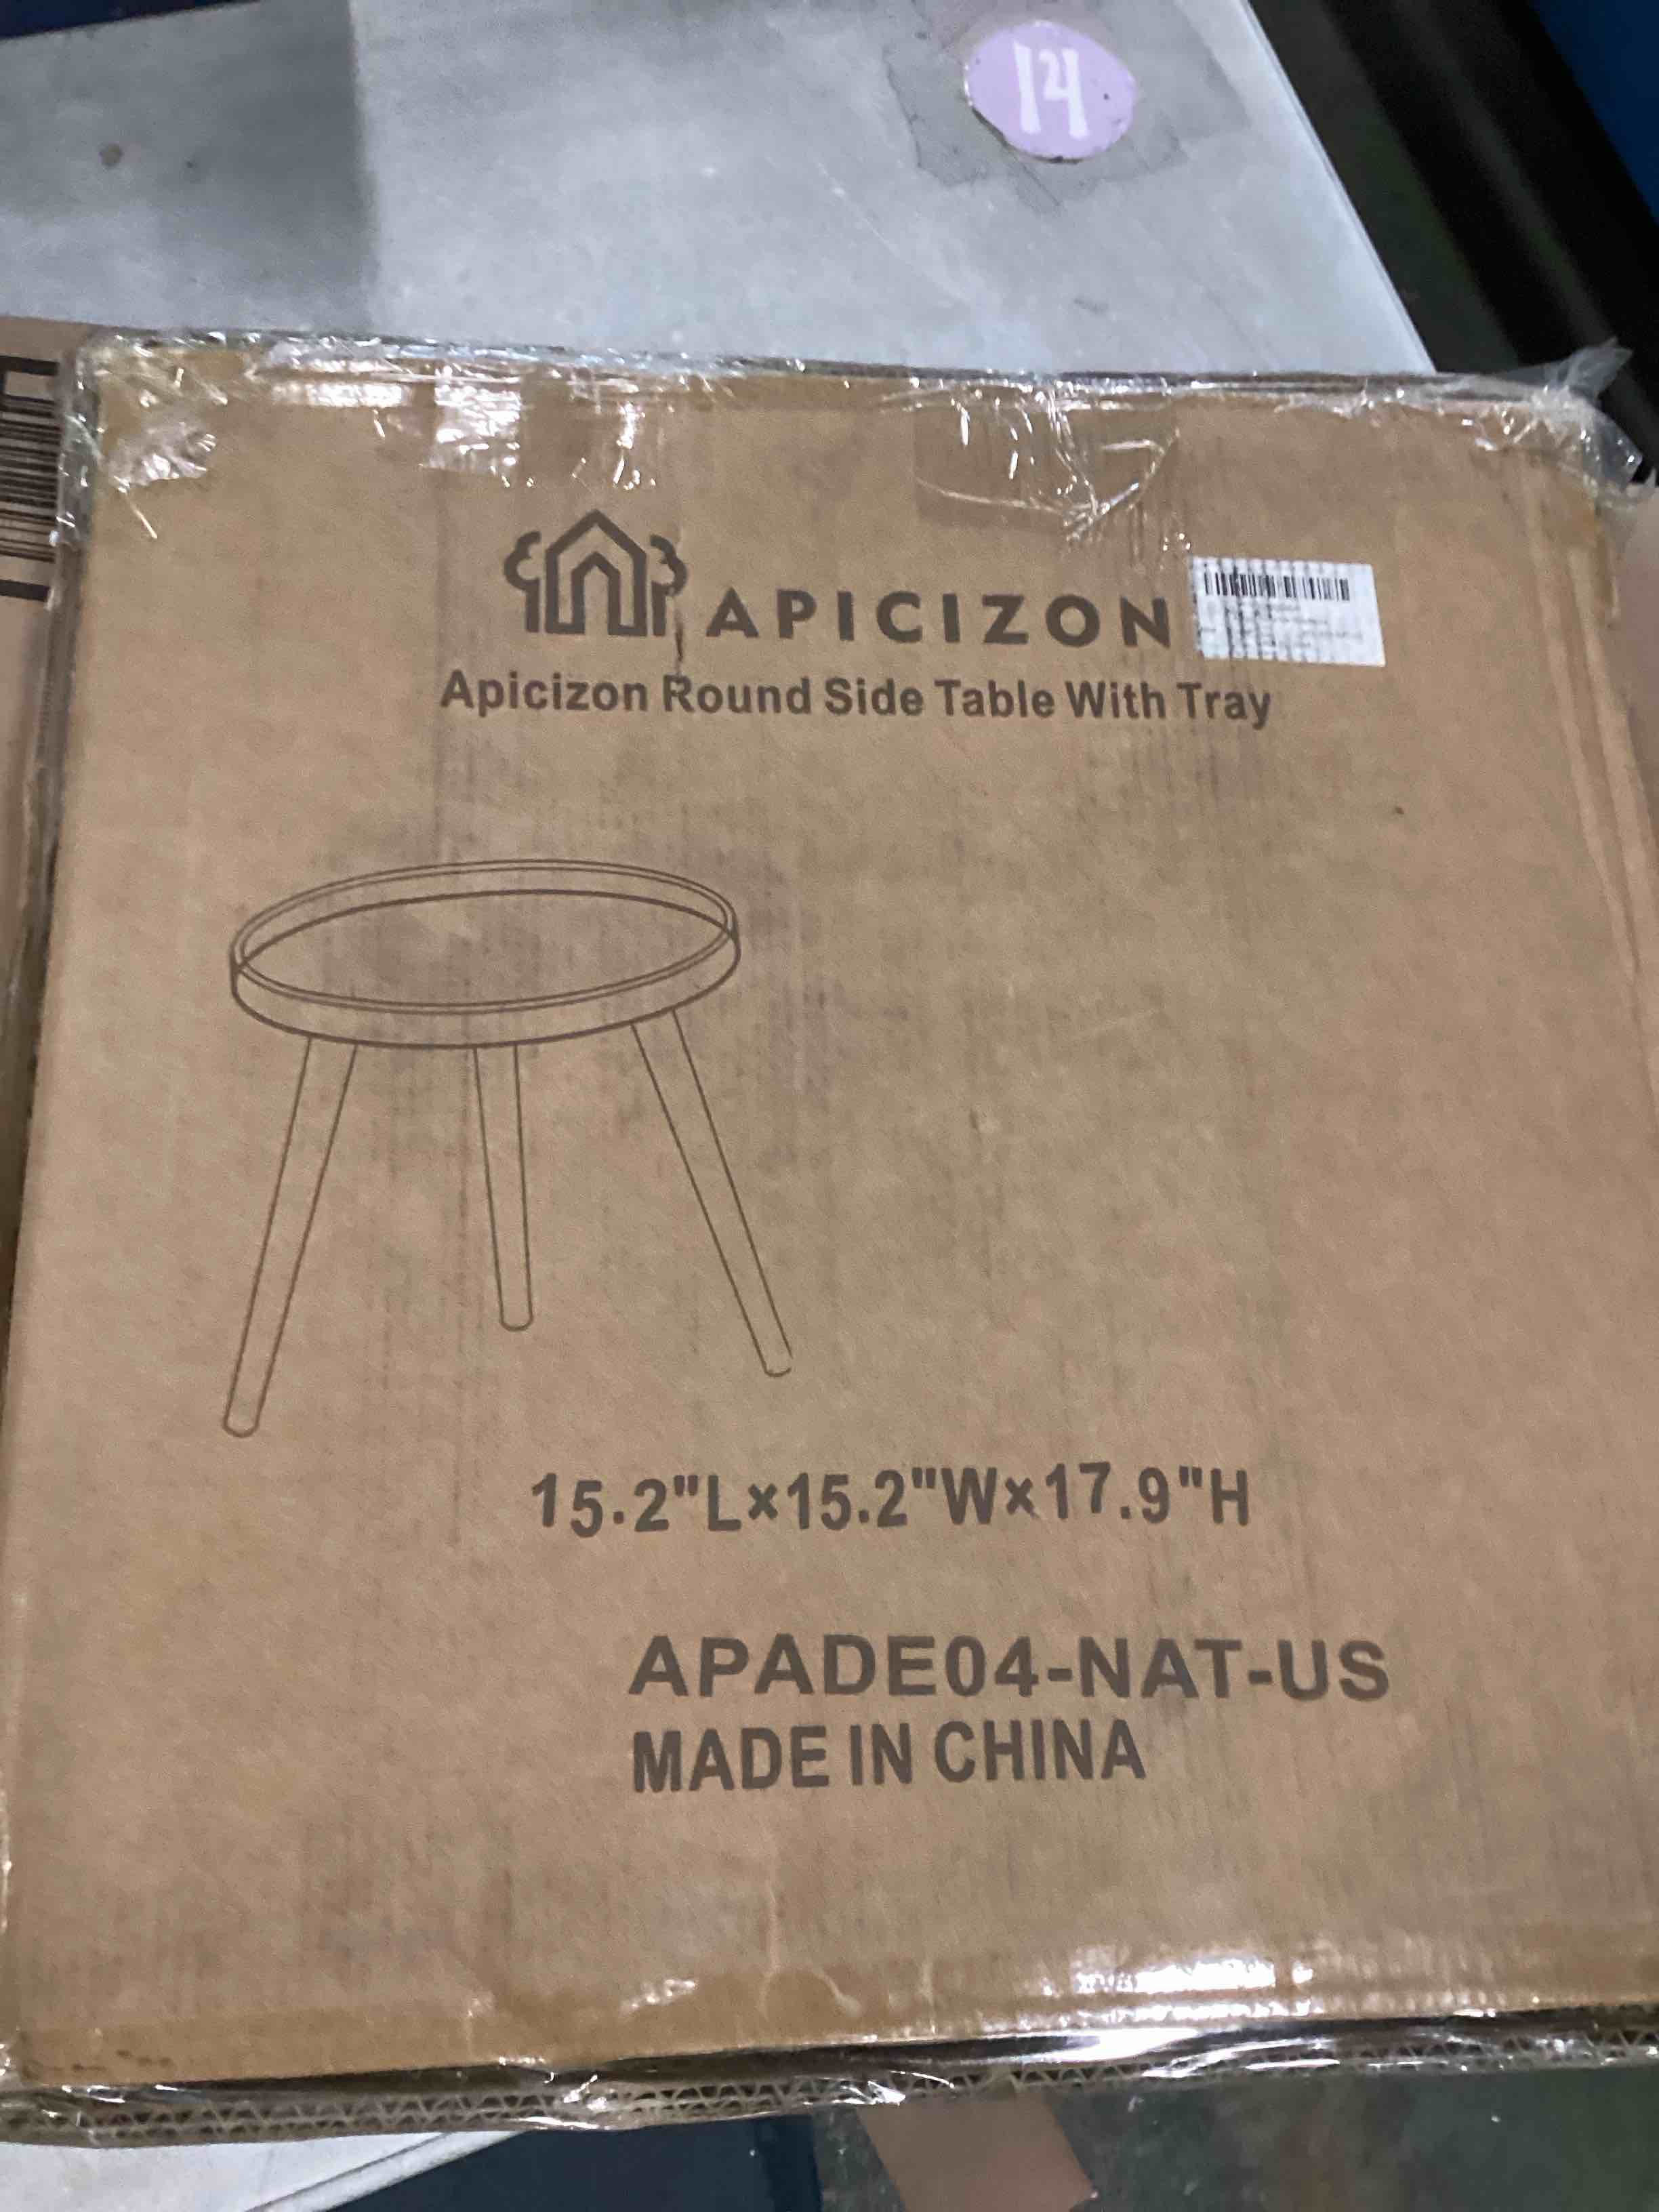 14
APICIZON
Apicizon Round Side Table With Tray
15.2"L×15.2"W×17.9"H
APADE04-NAT-US
MADE IN CHINA